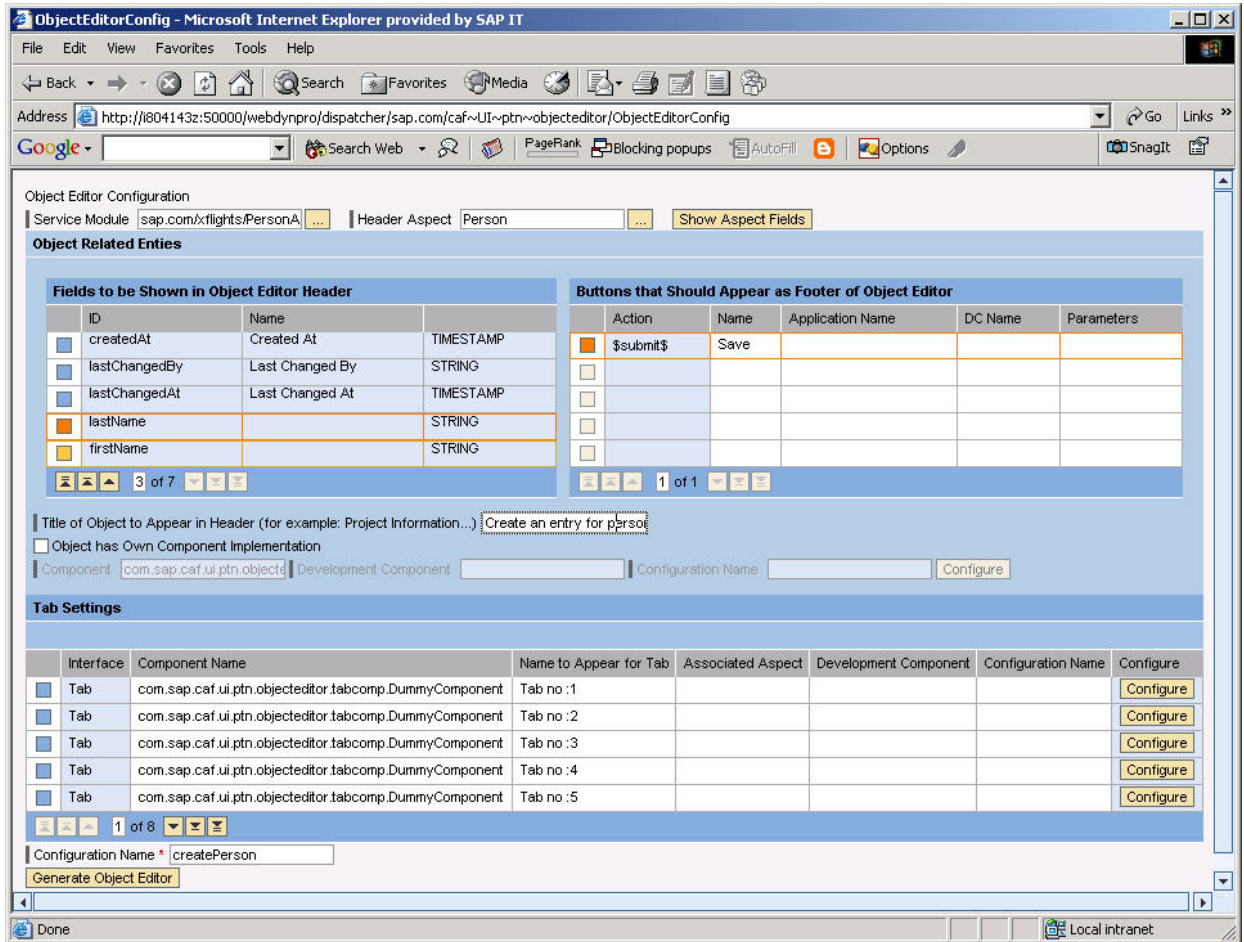 ObjectEditorConfig - Microsoft Internet Explorer provided by SAP IT
File Edit View Favorites Tools Help
Back Search Favorites Media
Address http://i804143z:50000/webdynpro/dispatcher/sap.com/caf~UI~ptn~objecteditor/ObjectEditorConfig Go Links »
Google Search Web PageRank Blocking popups AutoFill Options SnagIt
Object Editor Configuration
Service Module sap.com/xflights/PersonA ... Header Aspect Person ... Show Aspect Fields
Object Related Enties
Fields to be Shown in Object Editor Header Buttons that Should Appear as Footer of Object Editor
ID Name Action Name Application Name DC Name Parameters
createdAt Created At TIMESTAMP $submit$ Save
lastChangedBy Last Changed By STRING
lastChangedAt Last Changed At TIMESTAMP
lastName STRING
firstName STRING
3 of 7 1 of 1
Title of Object to Appear in Header (for example: Project Information...) Create an entry for person
Object has Own Component Implementation
Component com.sap.caf.ui.ptn.objecte Development Component Configuration Name Configure
Tab Settings
Interface Component Name Name to Appear for Tab Associated Aspect Development Component Configuration Name Configure
Tab com.sap.caf.ui.ptn.objecteditor.tabcomp.DummyComponent Tab no :1 Configure
Tab com.sap.caf.ui.ptn.objecteditor.tabcomp.DummyComponent Tab no :2 Configure
Tab com.sap.caf.ui.ptn.objecteditor.tabcomp.DummyComponent Tab no :3 Configure
Tab com.sap.caf.ui.ptn.objecteditor.tabcomp.DummyComponent Tab no :4 Configure
Tab com.sap.caf.ui.ptn.objecteditor.tabcomp.DummyComponent Tab no :5 Configure
1 of 8
Configuration Name * createPerson
Generate Object Editor
Done Local intranet